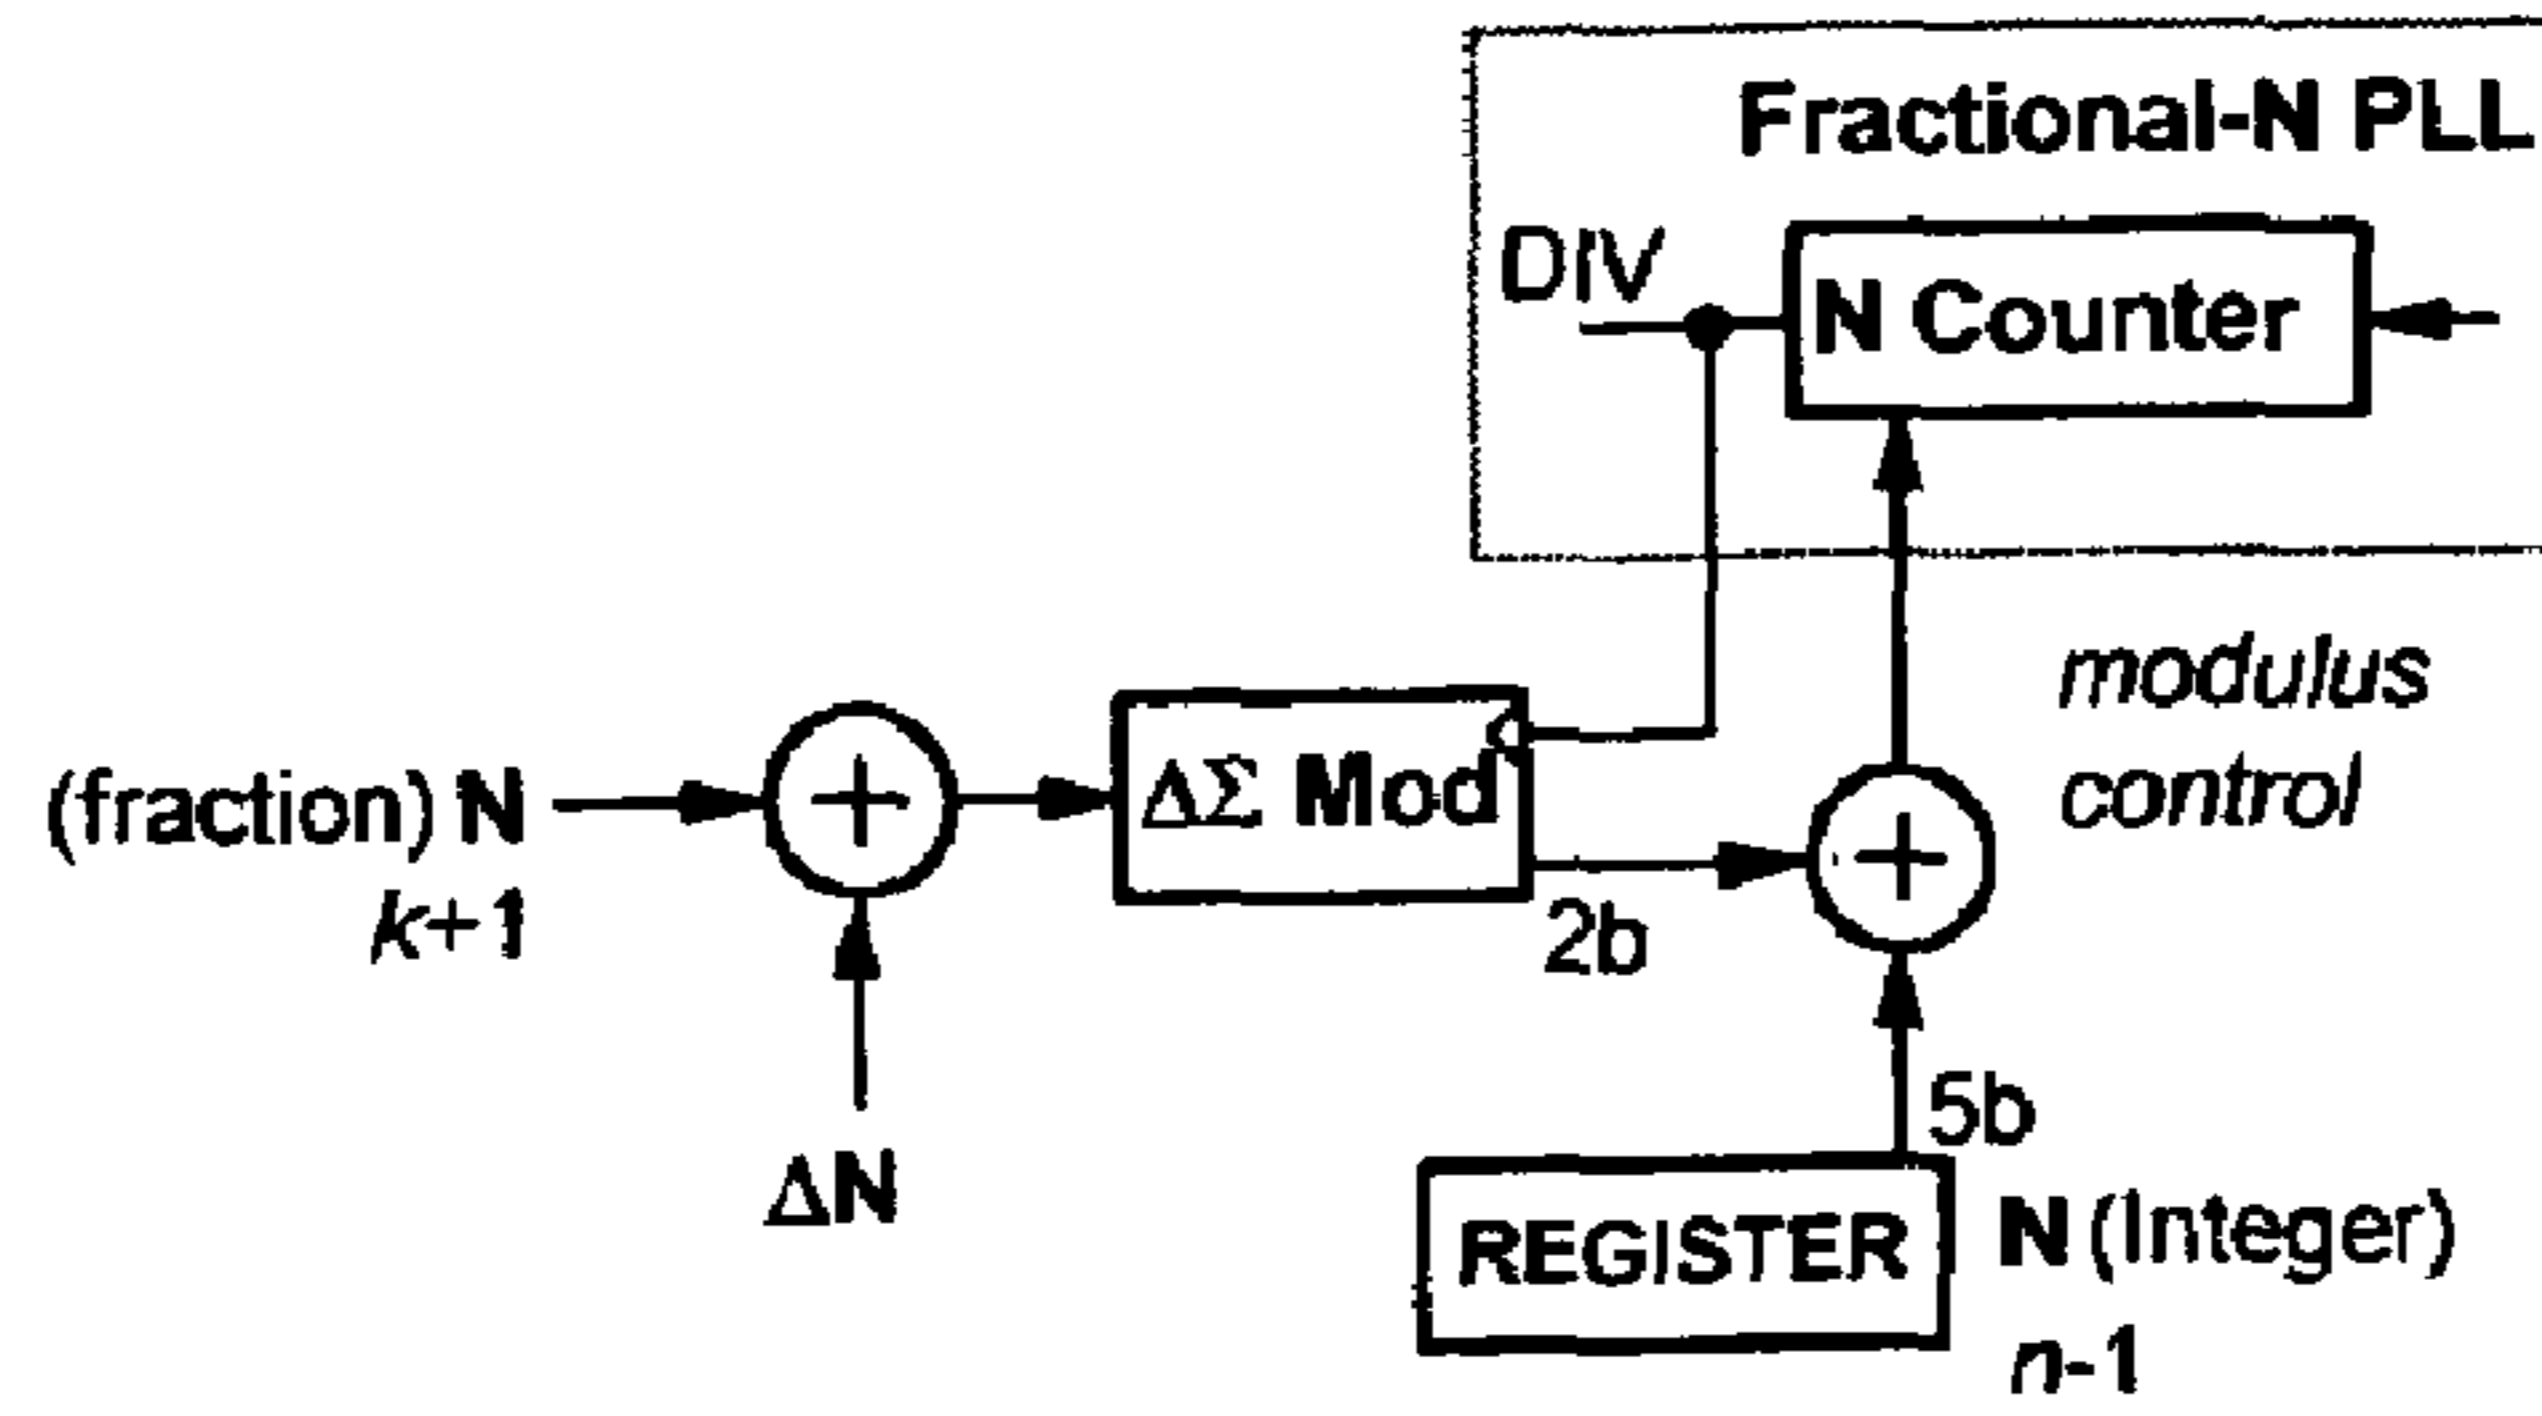 Fractional-N PLL
DIV
N Counter
modulus
control
(fraction) N
k+1
+
ΔΣ Mod
2b
+
ΔN
5b
REGISTER
N (Integer)
n-1